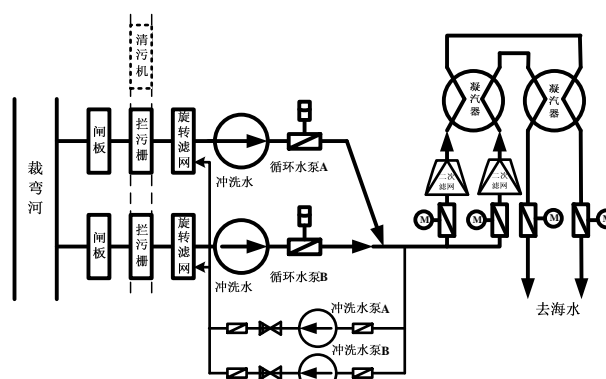 清污机
裁弯河
闸板
拦污栅
旋转滤网
冲洗水
循环水泵A
闸板
拦污栅
旋转滤网
冲洗水
循环水泵B
冲洗水泵A
冲洗水泵B
凝汽器
凝汽器
二次
滤网
二次
滤网
M
M
M
M
去海水